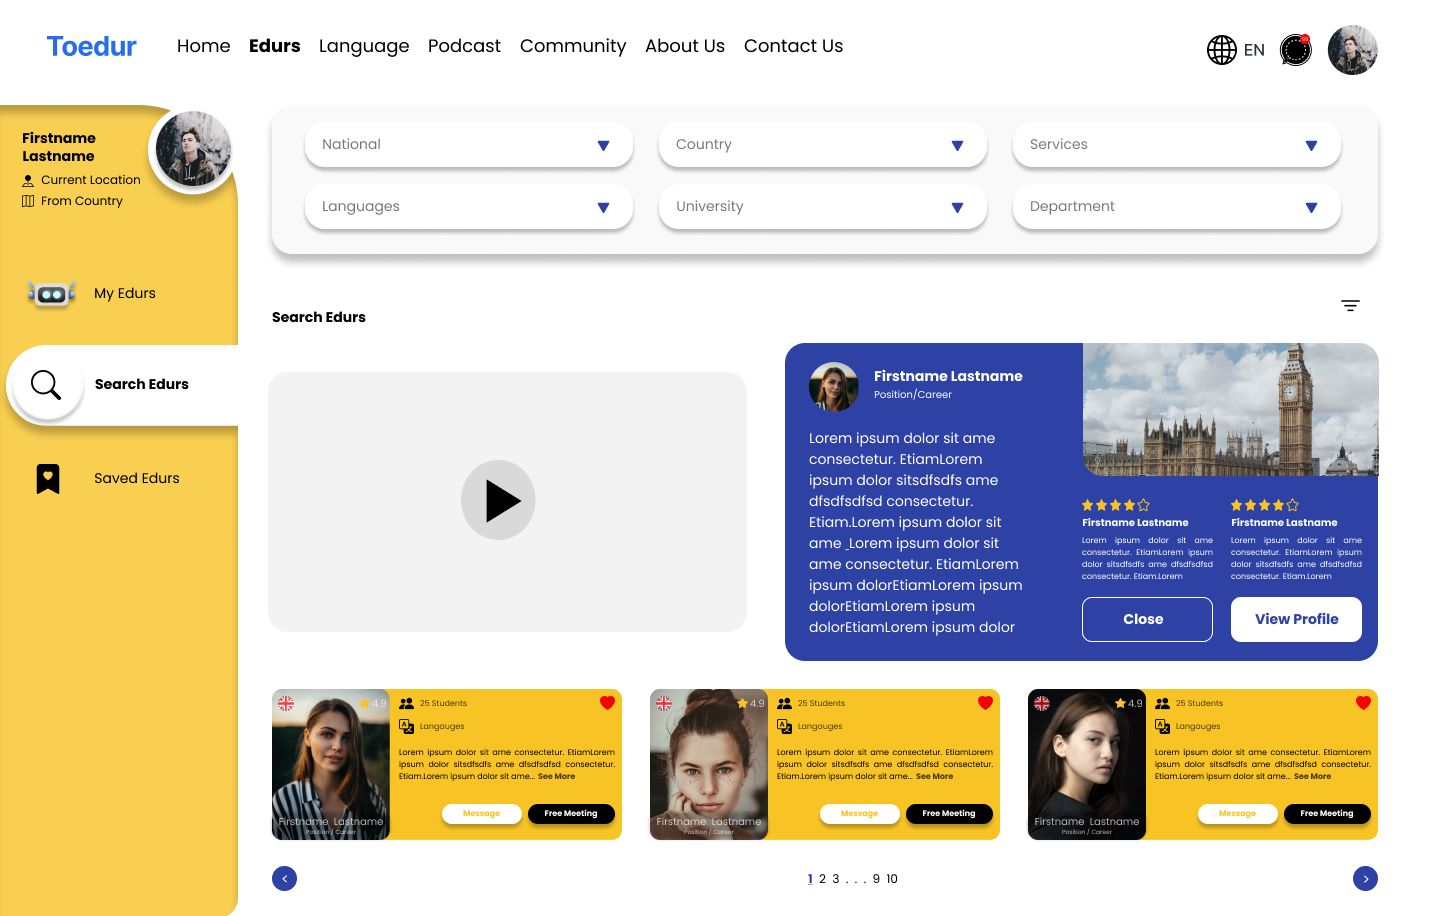 Toedur
Home Edurs Language Podcast Community About Us Contact Us
EN
Firstname
Lastname
Current Location
From Country
My Edurs
Search Edurs
Saved Edurs
National
Country
Services
Languages
University
Department
Search Edurs
Firstname Lastname
Position/Career
Lorem ipsum dolor sit ame
consectetur. EtiamLorem
ipsum dolor sitsdfsdfs ame
dfsdfsdfsd consectetur.
Etiam.Lorem ipsum dolor sit
ame _Lorem ipsum dolor sit
ame consectetur. EtiamLorem
ipsum dolorEtiamLorem ipsum
dolorEtiamLorem ipsum
dolorEtiamLorem ipsum dolor
Firstname Lastname
Lorem ipsum dolor sit ame
consectetur. EtiamLorem ipsum
dolor sitsdfsdfs ame dfsdfsdfsd
consectetur. Etiam.Lorem
Close
Firstname Lastname
Lorem ipsum dolor sit ame
consectetur. EtiamLorem ipsum
dolor sitsdfsdfs ame dfsdfsdfsd
consectetur. Etiam.Lorem
View Profile
4.9
Firstname Lastname
Position / Career
25 Students
Langauges
Lorem ipsum dolor sit ame consectetur. EtiamLorem
ipsum dolor sitsdfsdfs ame dfsdfsdfsd consectetur.
Etiam.Lorem ipsum dolor sit ame... See More
Message
Free Meeting
4.9
Firstname Lastname
Position / Career
25 Students
Langauges
Lorem ipsum dolor sit ame consectetur. EtiamLorem
ipsum dolor sitsdfsdfs ame dfsdfsdfsd consectetur.
Etiam.Lorem ipsum dolor sit ame... See More
Message
Free Meeting
4.9
Firstname Lastname
Position / Career
25 Students
Langauges
Lorem ipsum dolor sit ame consectetur. EtiamLorem
ipsum dolor sitsdfsdfs ame dfsdfsdfsd consectetur.
Etiam.Lorem ipsum dolor sit ame... See More
Message
Free Meeting
< 1 2 3 . . . 9 10 >